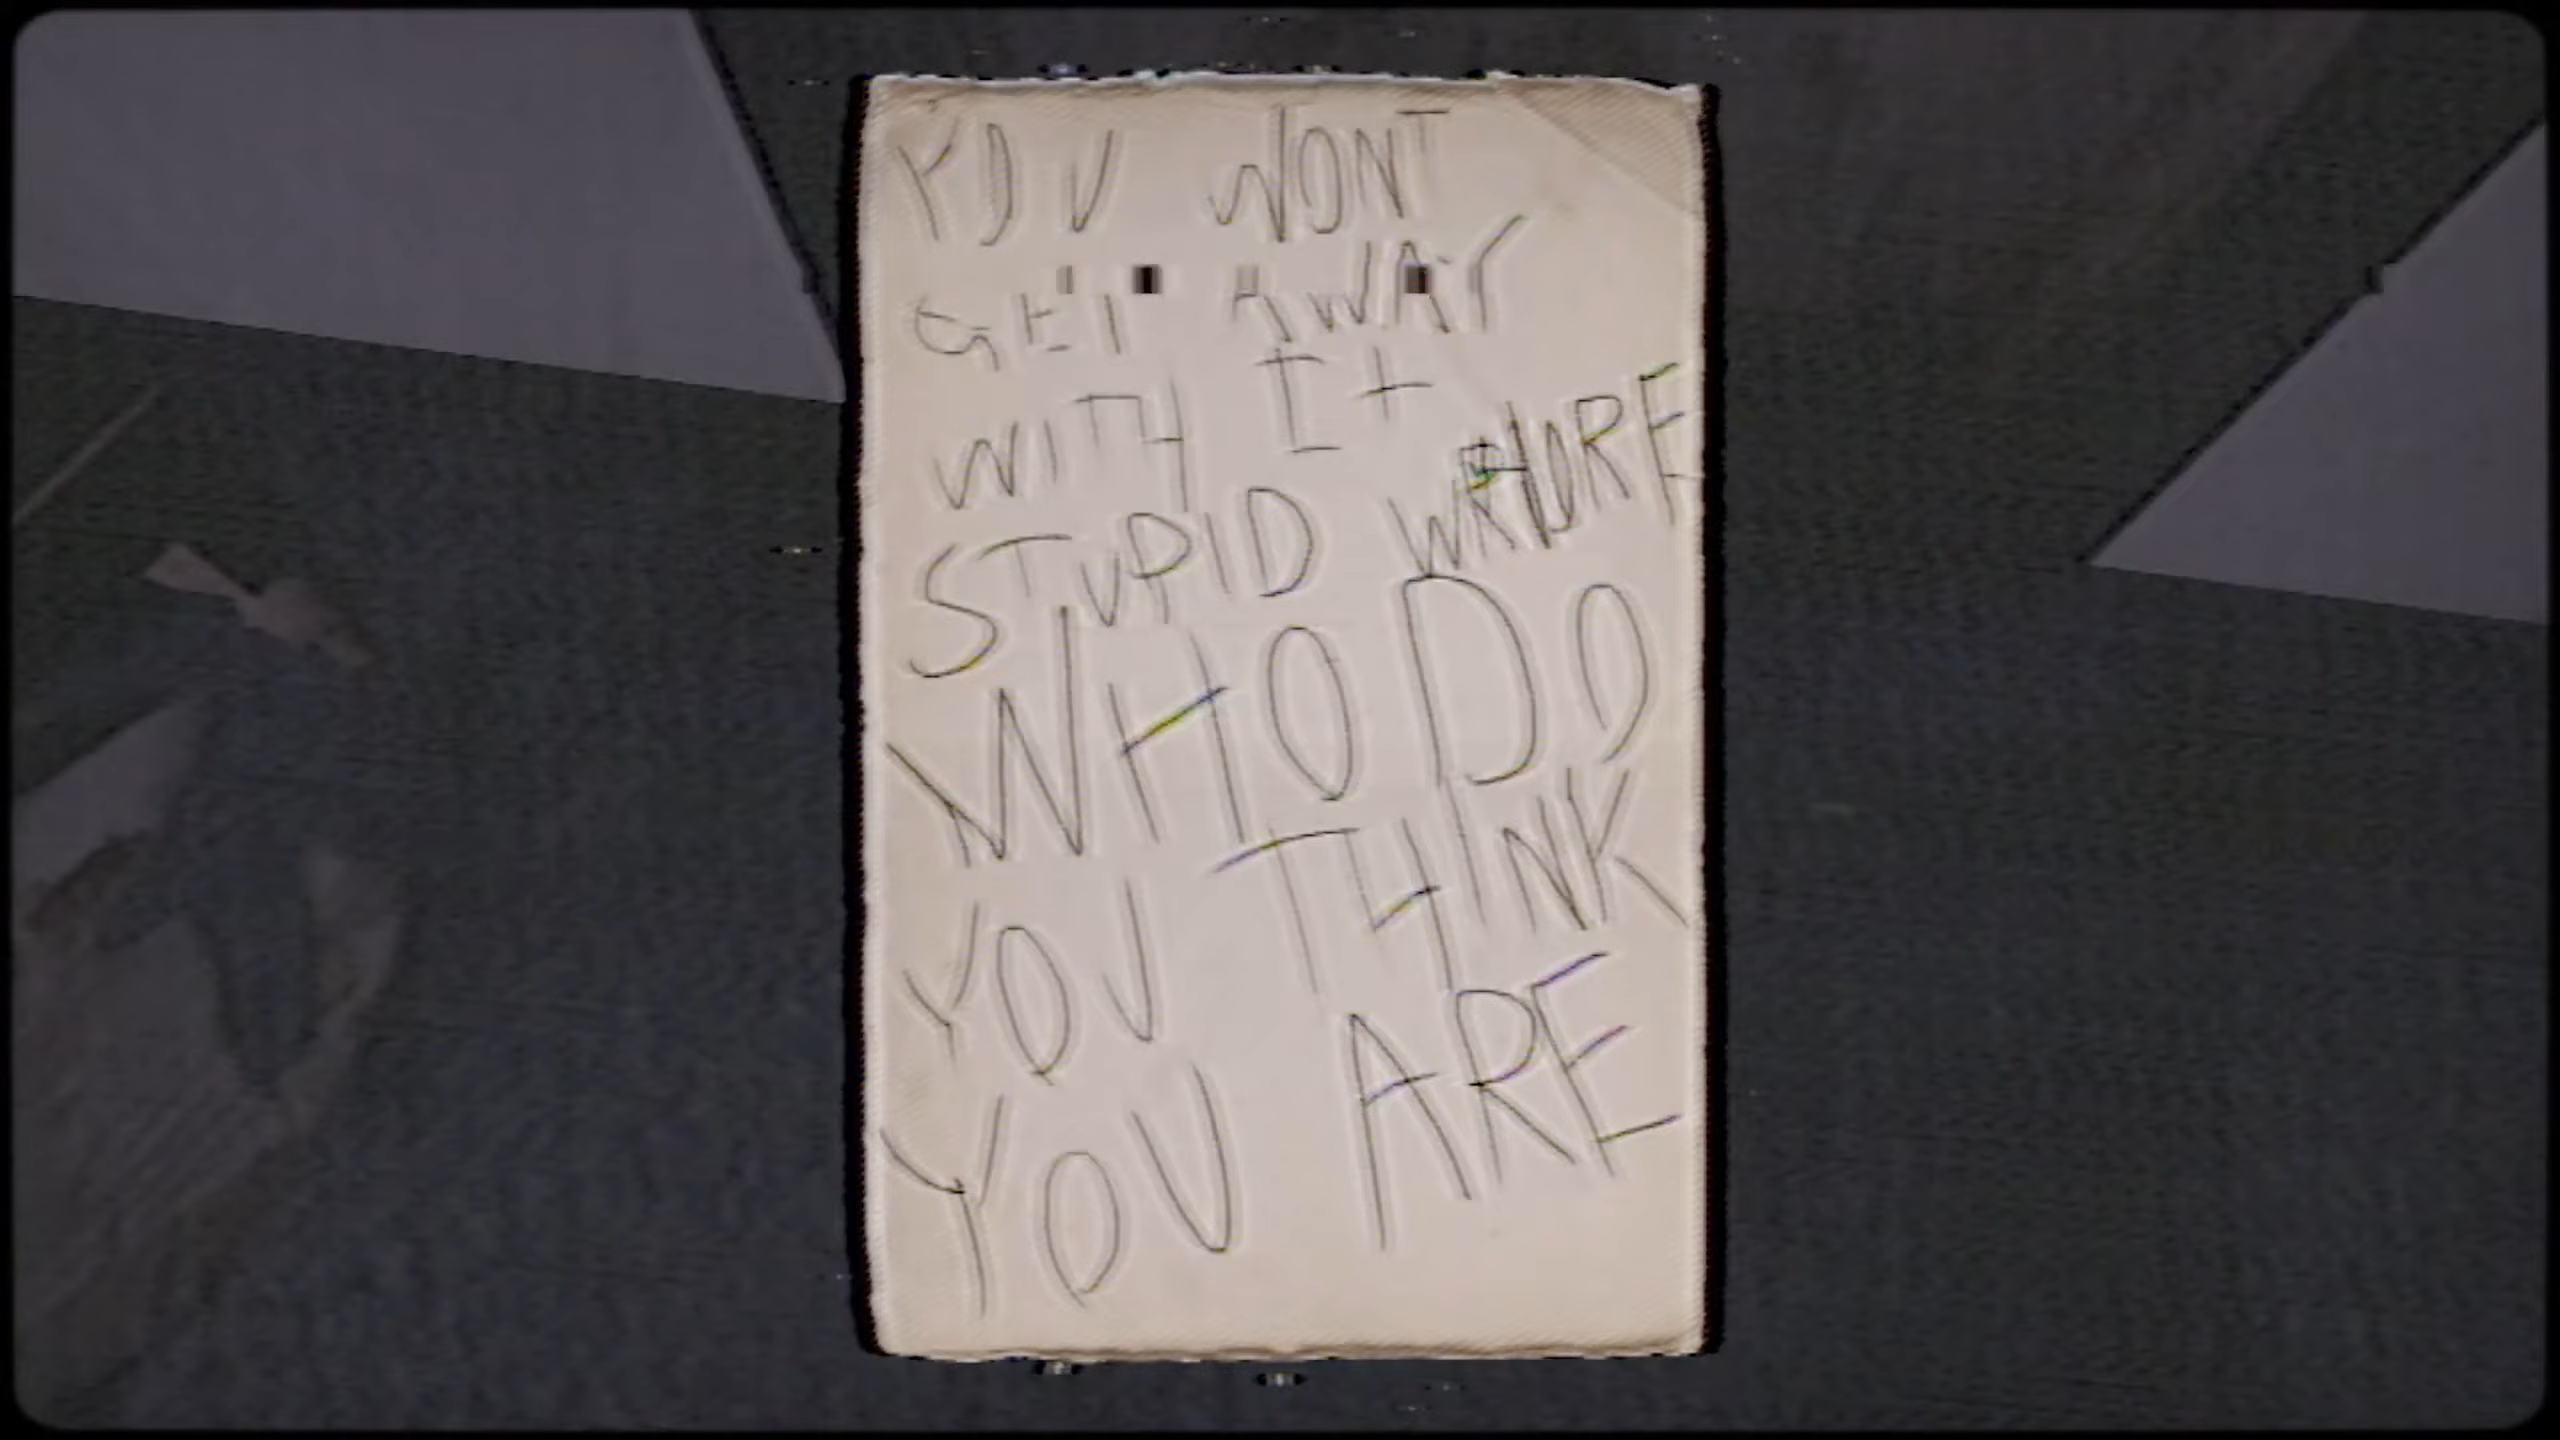 YOU WONT
GET AWAY
WITH IT
STUPID WHORE
WHO DO
YOU THINK
YOU ARE